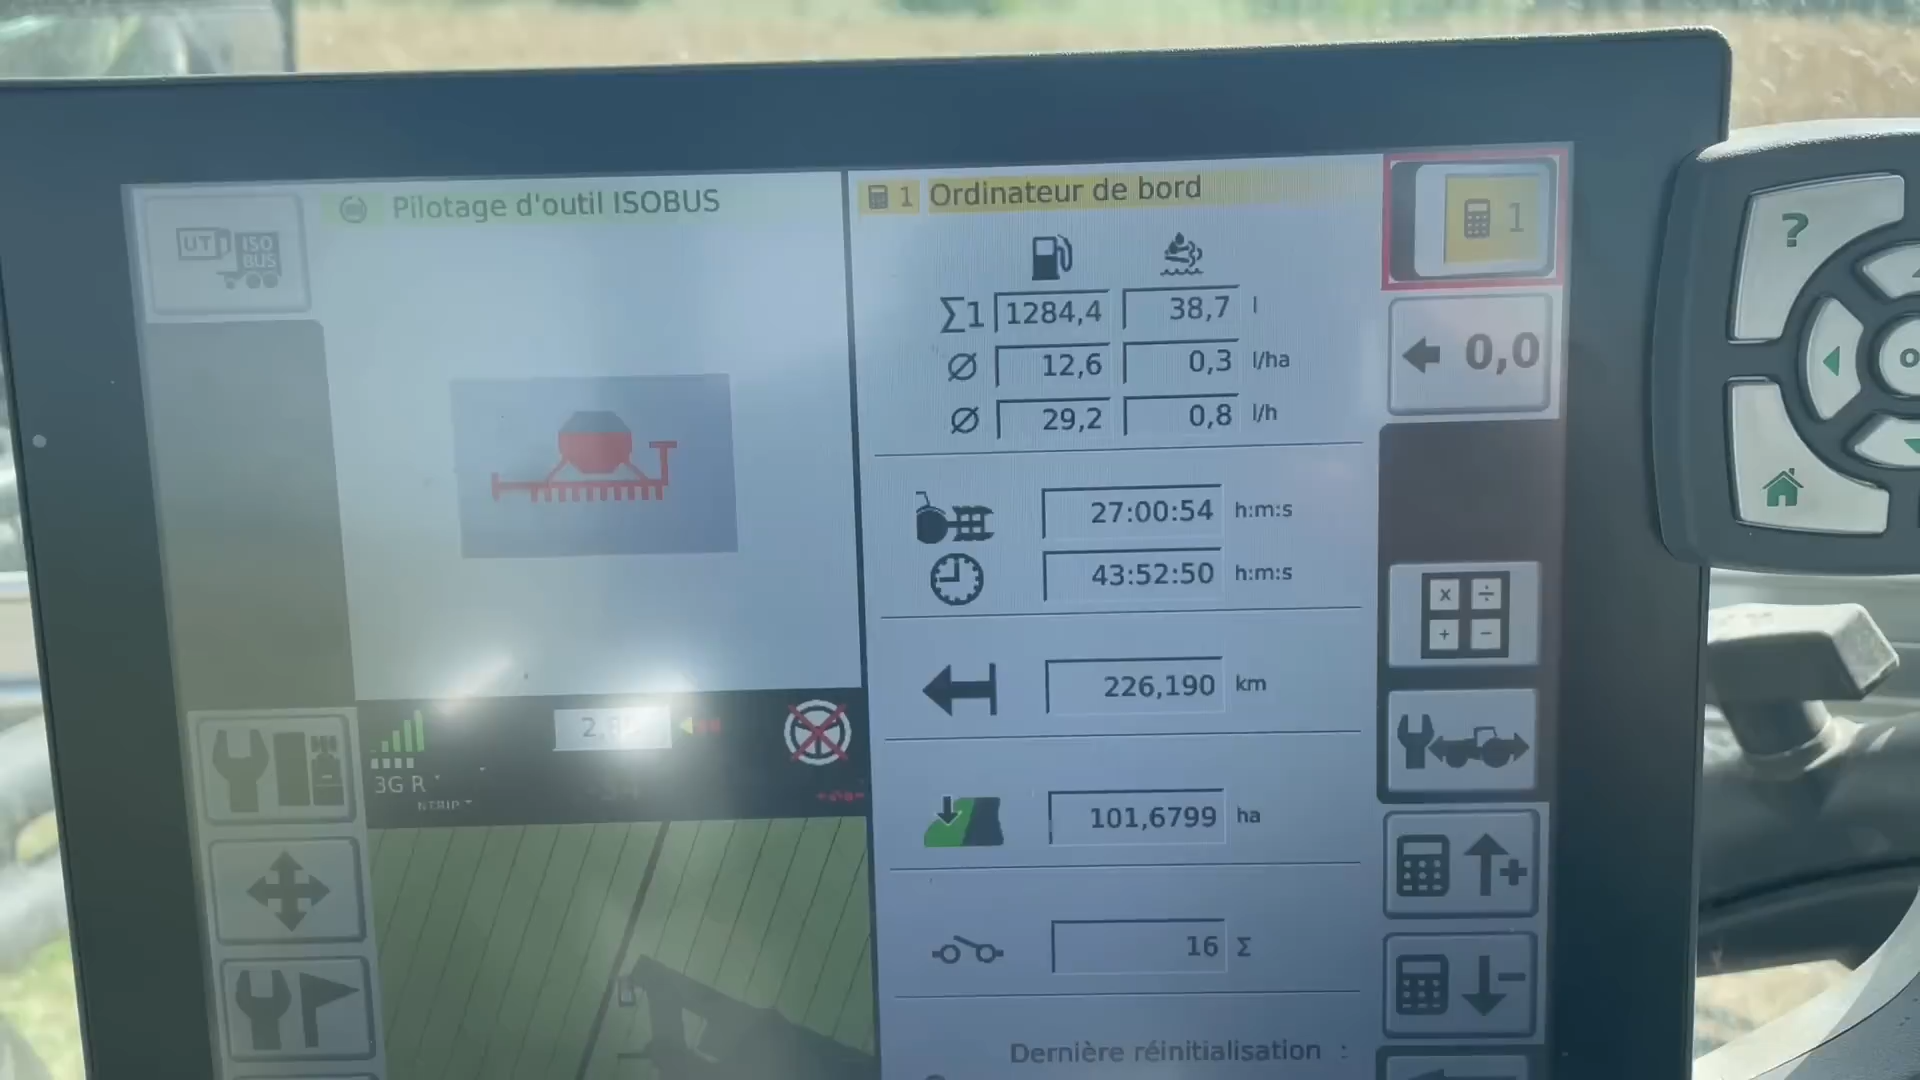 Pilotage d'outil ISOBUS
UT
ISO
BUS
3G R
NTRIP
1 Ordinateur de bord
Σ1 1284,4 38,7 l
Ø 12,6 0,3 l/ha
Ø 29,2 0,8 l/h
27:00:54 h:m:s
43:52:50 h:m:s
226,190 km
101,6799 ha
16 Σ
Dernière réinitialisation :
1
0,0
x ÷
+ −
+
−
?